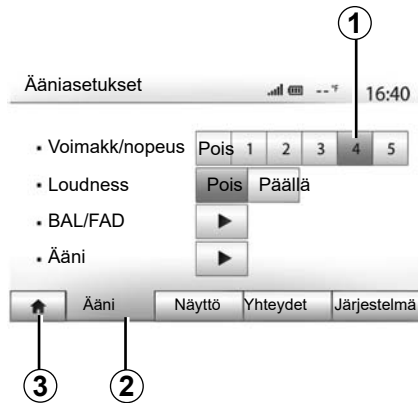 1
Ääniasetukset --°F 16:40
• Voimakk/nopeus Pois 1 2 3 4 5
• Loudness Pois Päällä
• BAL/FAD
• Ääni
Ääni Näyttö Yhteydet Järjestelmä
3 2